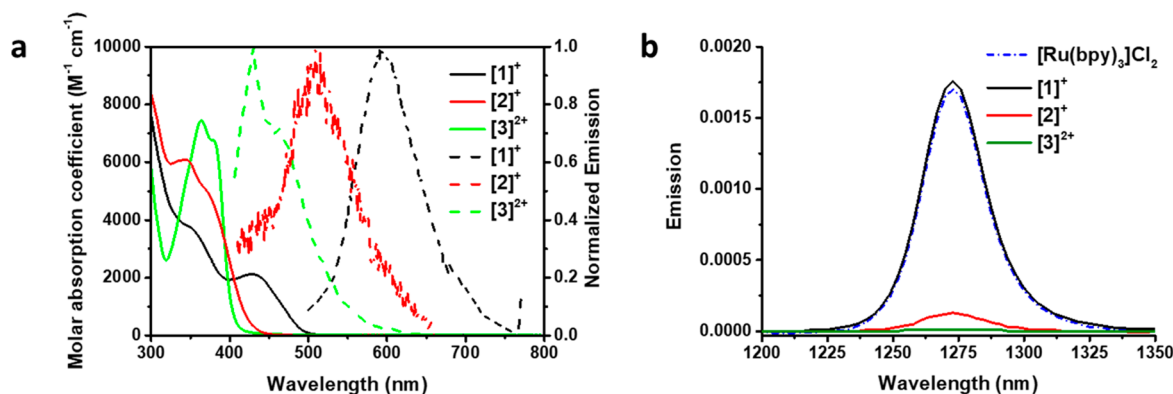 a
Molar absorption coefficient (M⁻¹ cm⁻¹)
10000
8000
6000
4000
2000
0
300 400 500 600 700 800
Wavelength (nm)
1.0
0.8
0.6
0.4
0.2
0.0
Normalized Emission
[1]⁺
[2]⁺
[3]²⁺
[1]⁺
[2]⁺
[3]²⁺
b
Emission
0.0020
0.0015
0.0010
0.0005
0.0000
1200 1225 1250 1275 1300 1325 1350
Wavelength (nm)
[Ru(bpy)₃]Cl₂
[1]⁺
[2]⁺
[3]²⁺